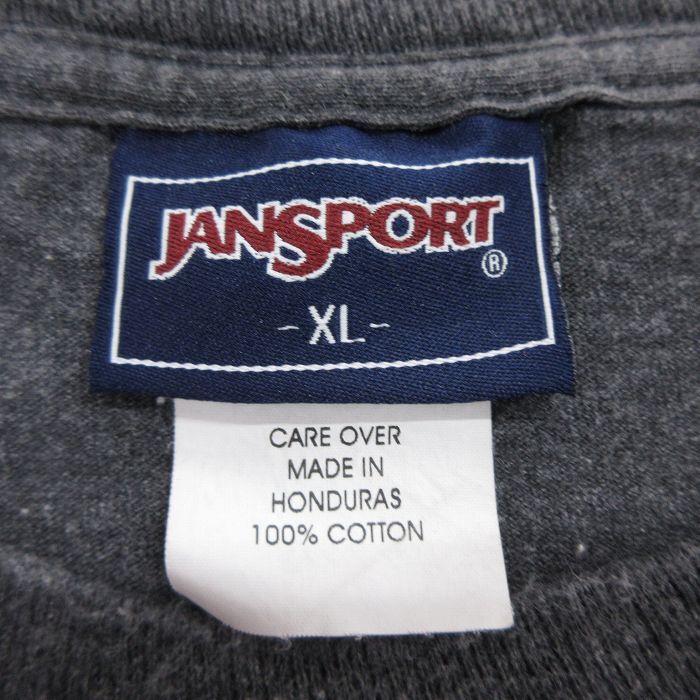 JANSPORT®
-XL-
CARE OVER
MADE IN
HONDURAS
100% COTTON